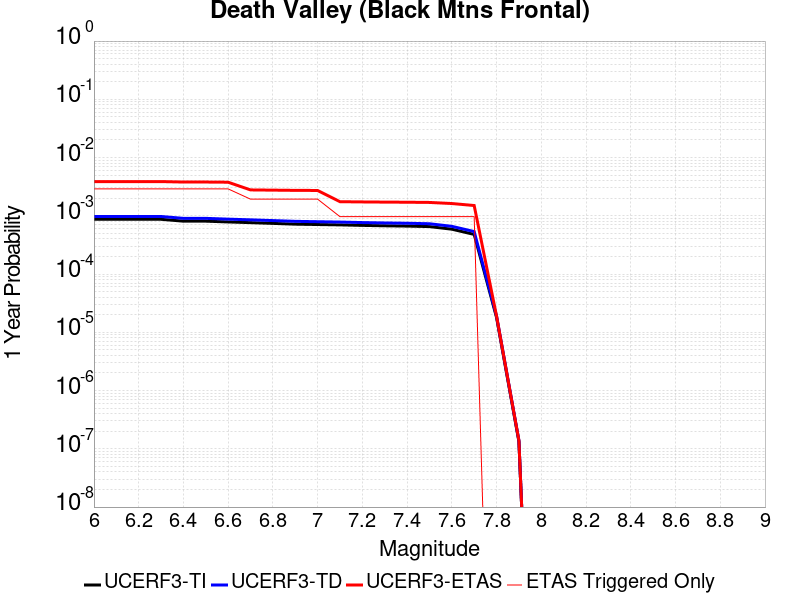 Death Valley (Black Mtns Frontal)
10^0
10^-1
10^-2
10^-3
10^-4
10^-5
10^-6
10^-7
10^-8
1 Year Probability
6 6.2 6.4 6.6 6.8 7 7.2 7.4 7.6 7.8 8 8.2 8.4 8.6 8.8 9
Magnitude
UCERF3-TI UCERF3-TD UCERF3-ETAS ETAS Triggered Only